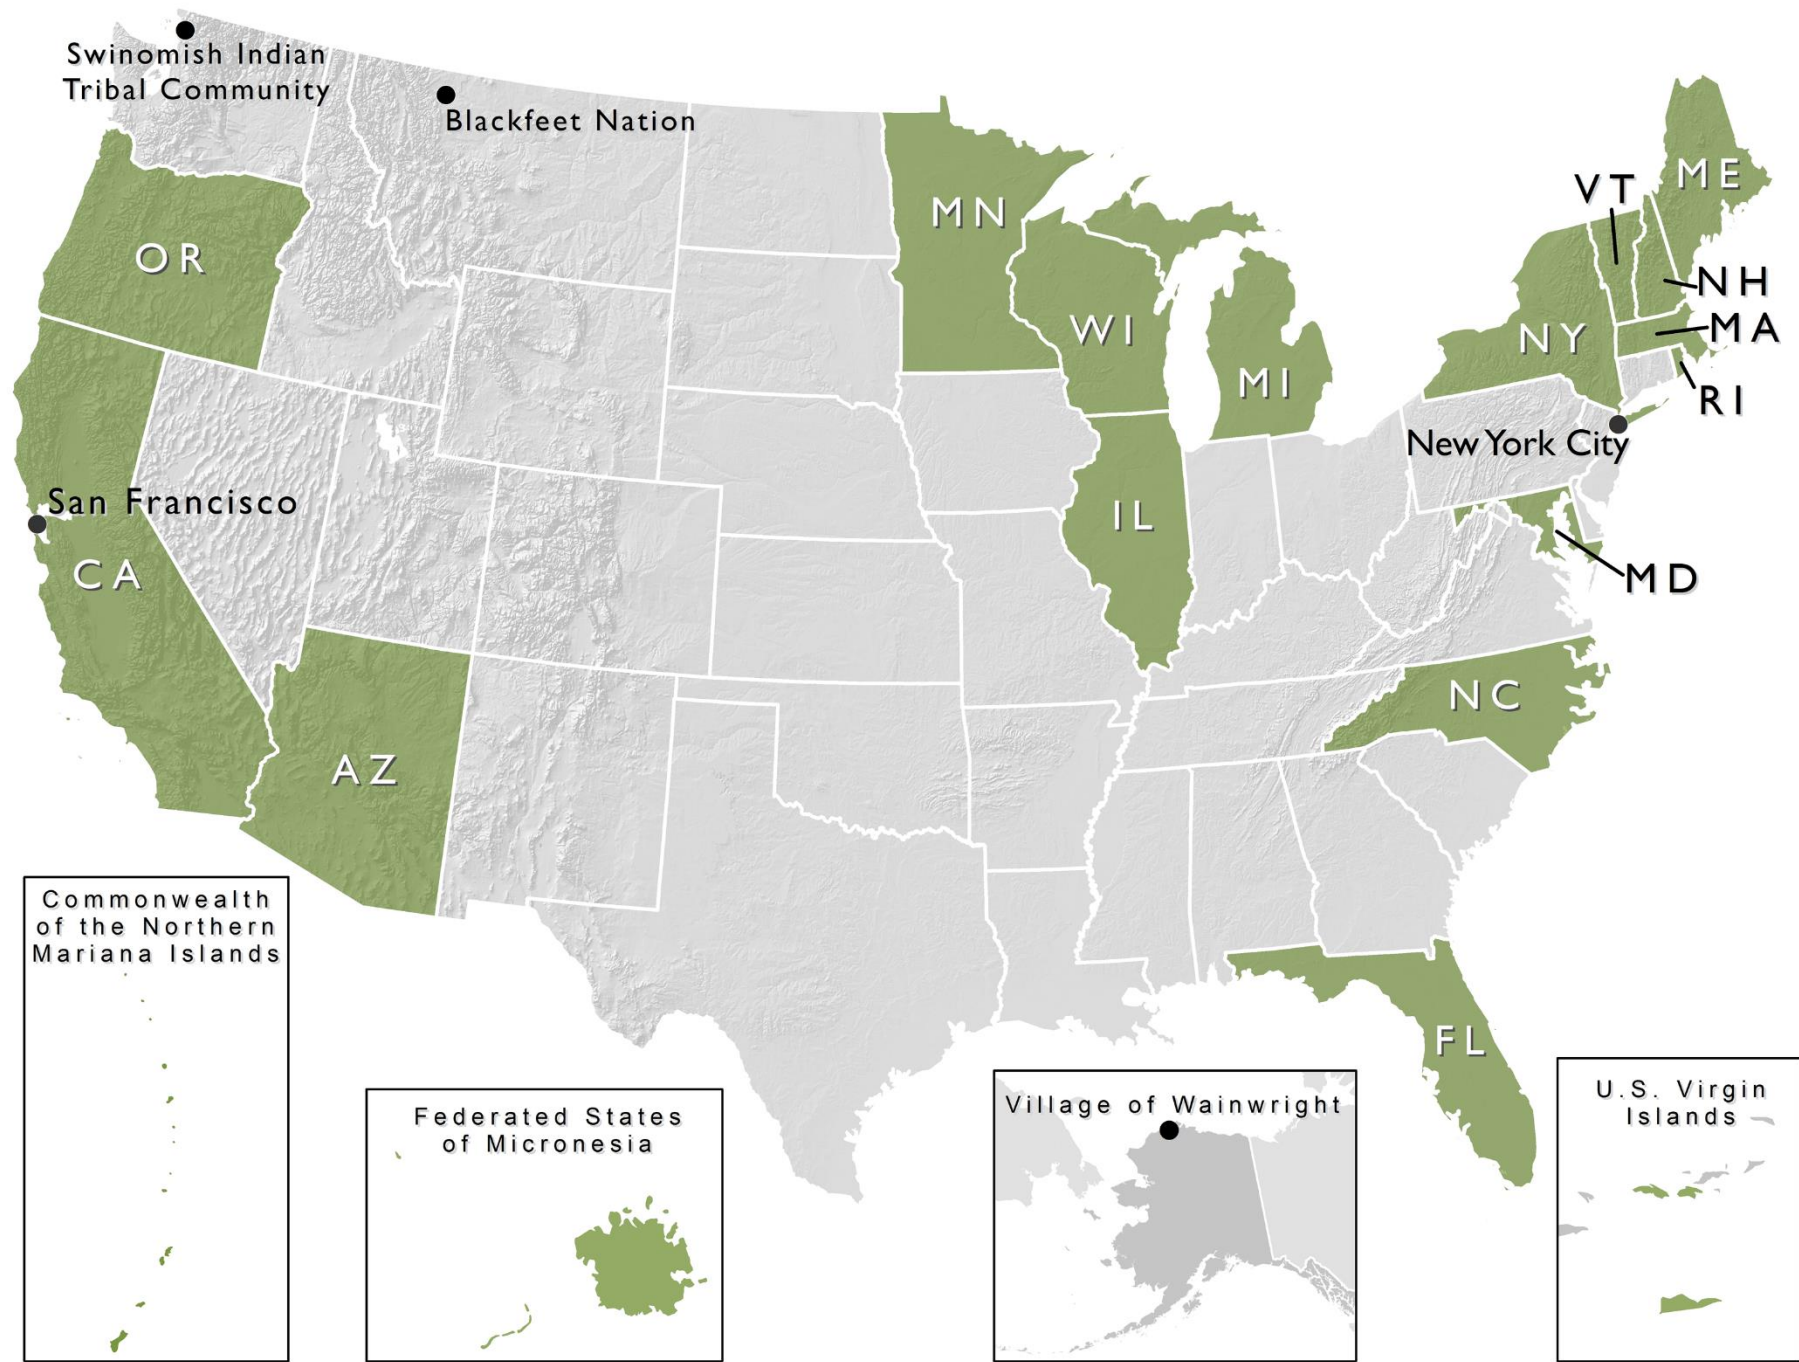 Swinomish Indian
Tribal Community
Blackfeet Nation
OR
MN
WI
MI
VT
ME
NH
MA
NY
RI
New York City
San Francisco
CA
IL
MD
NC
AZ
FL
Commonwealth
of the Northern
Mariana Islands
Federated States
of Micronesia
Village of Wainwright
U.S. Virgin
Islands